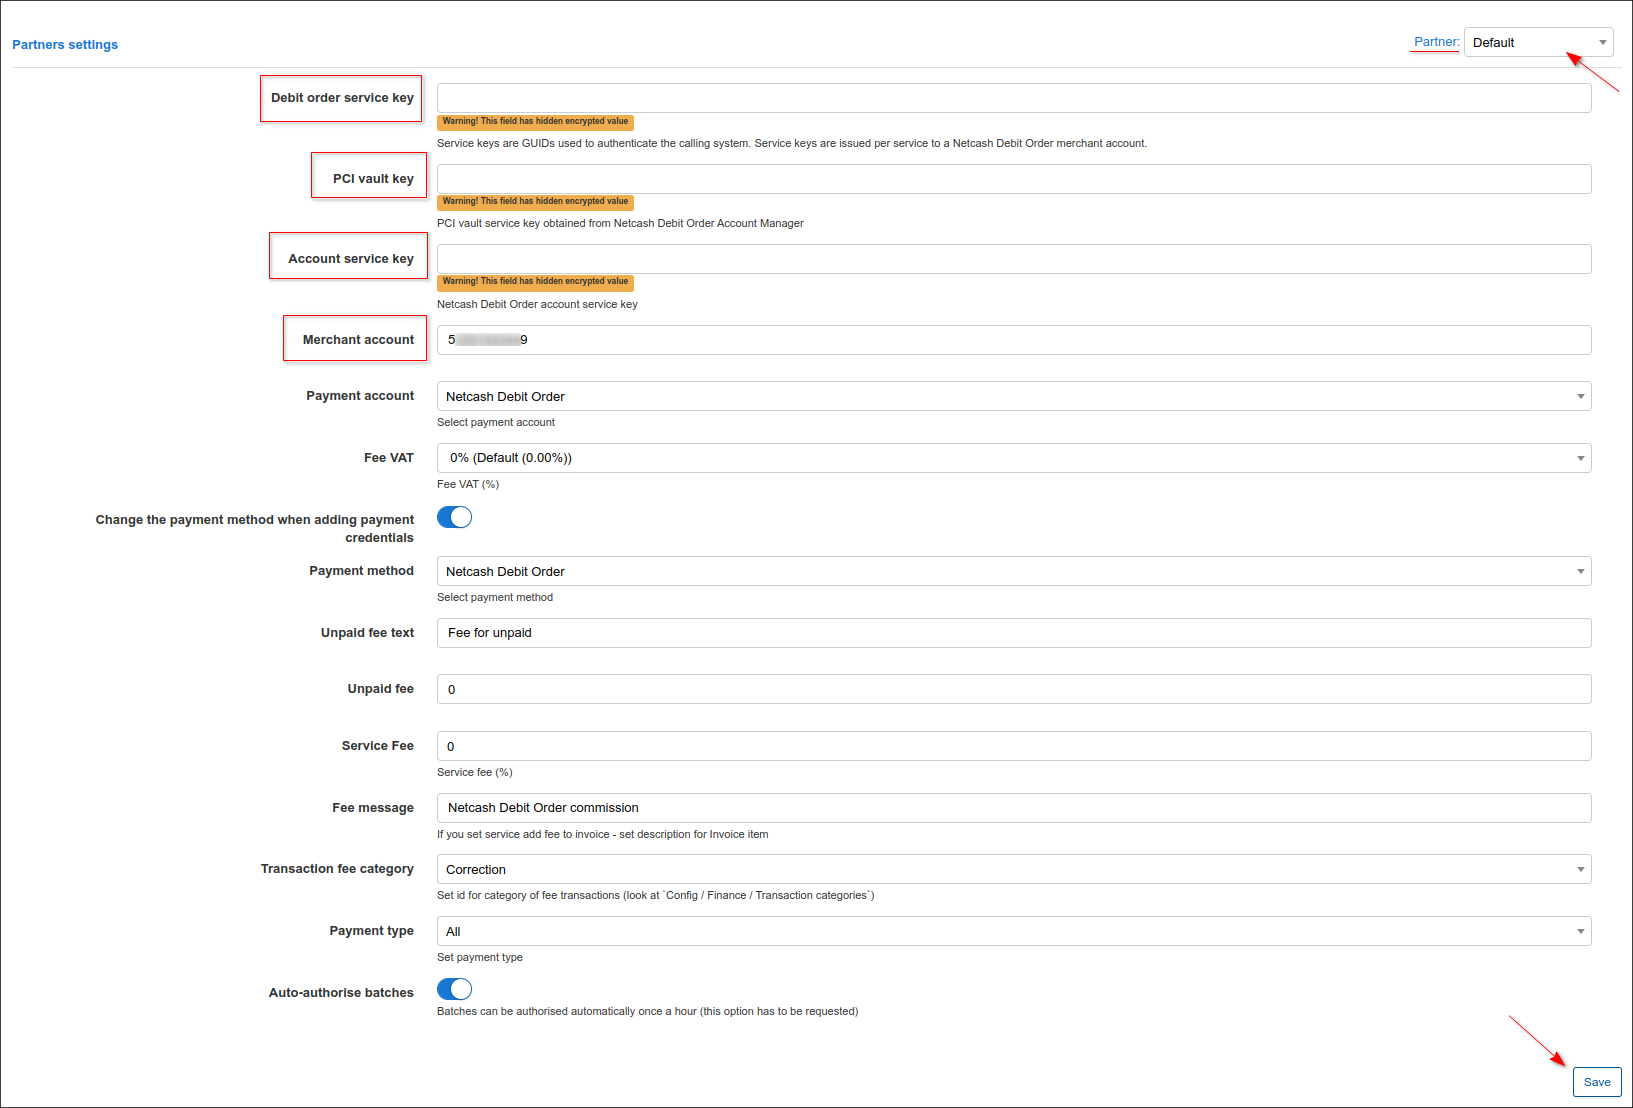 Partners settings
Partner: Default
Debit order service key
Warning! This field has hidden encrypted value
Service keys are GUIDs used to authenticate the calling system. Service keys are issued per service to a Netcash Debit Order merchant account.
PCI vault key
Warning! This field has hidden encrypted value
PCI vault service key obtained from Netcash Debit Order Account Manager
Account service key
Warning! This field has hidden encrypted value
Netcash Debit Order account service key
Merchant account 5 9
Payment account Netcash Debit Order
Select payment account
Fee VAT 0% (Default (0.00%))
Fee VAT (%)
Change the payment method when adding payment
credentials
Payment method Netcash Debit Order
Select payment method
Unpaid fee text Fee for unpaid
Unpaid fee 0
Service Fee 0
Service fee (%)
Fee message Netcash Debit Order commission
If you set service add fee to invoice - set description for Invoice item
Transaction fee category Correction
Set id for category of fee transactions (look at `Config / Finance / Transaction categories`)
Payment type All
Set payment type
Auto-authorise batches
Batches can be authorised automatically once a hour (this option has to be requested)
Save